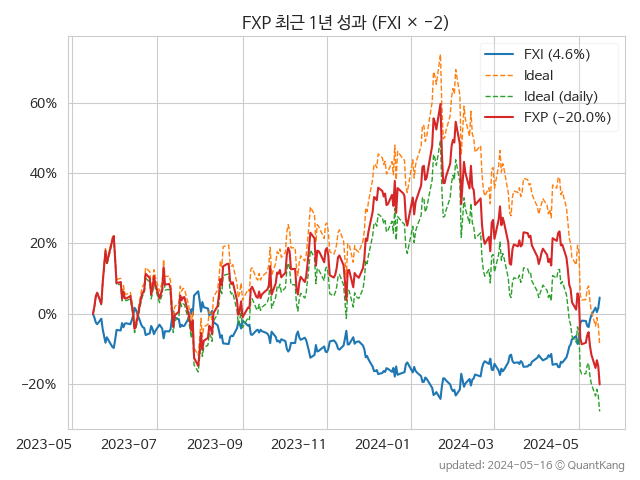 FXP 최근 1년 성과 (FXI × −2)
FXI (4.6%)
Ideal
Ideal (daily)
FXP (−20.0%)
60%
40%
20%
0%
−20%
2023-05
2023-07
2023-09
2023-11
2024-01
2024-03
2024-05
updated: 2024-05-16 ⓒ QuantKang